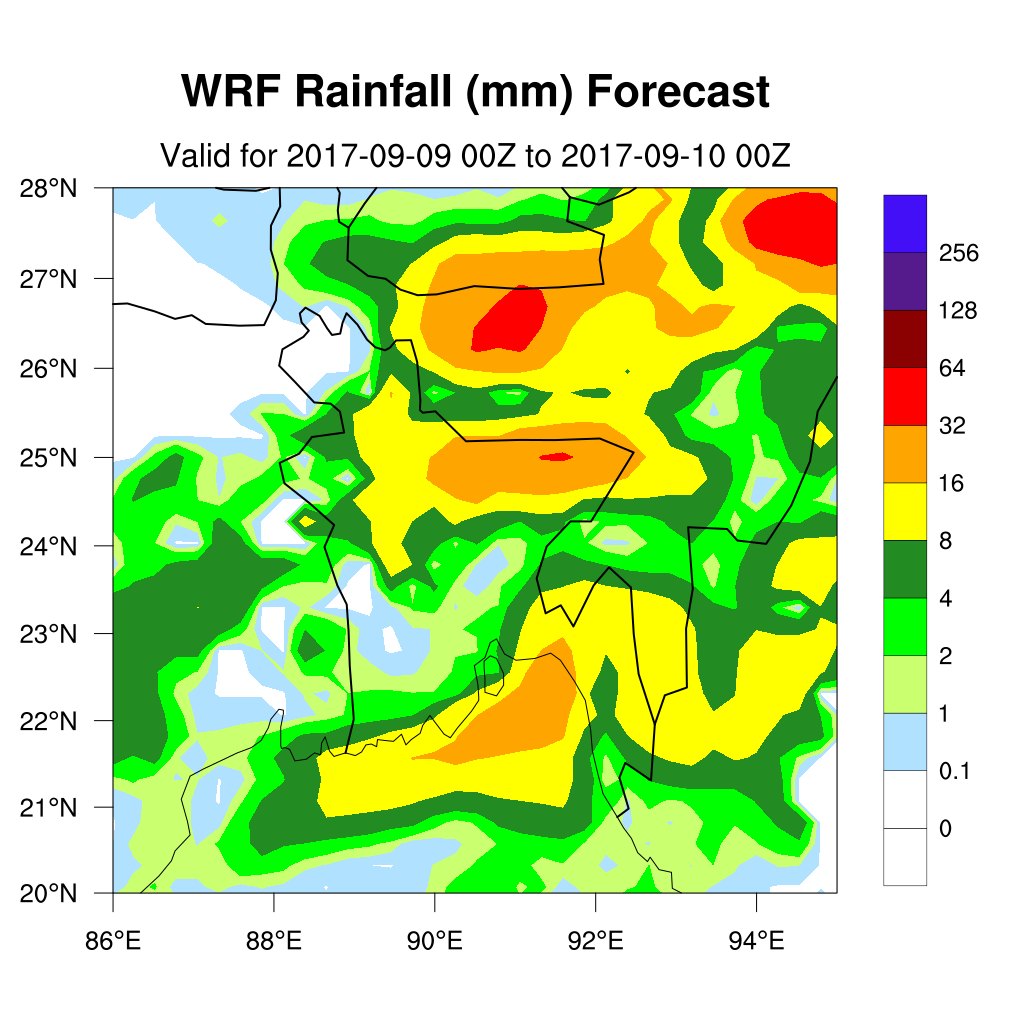 WRF Rainfall (mm) Forecast
Valid for 2017-09-09 00Z to 2017-09-10 00Z
28°N
27°N
26°N
25°N
24°N
23°N
22°N
21°N
20°N
86°E 88°E 90°E 92°E 94°E
256
128
64
32
16
8
4
2
1
0.1
0